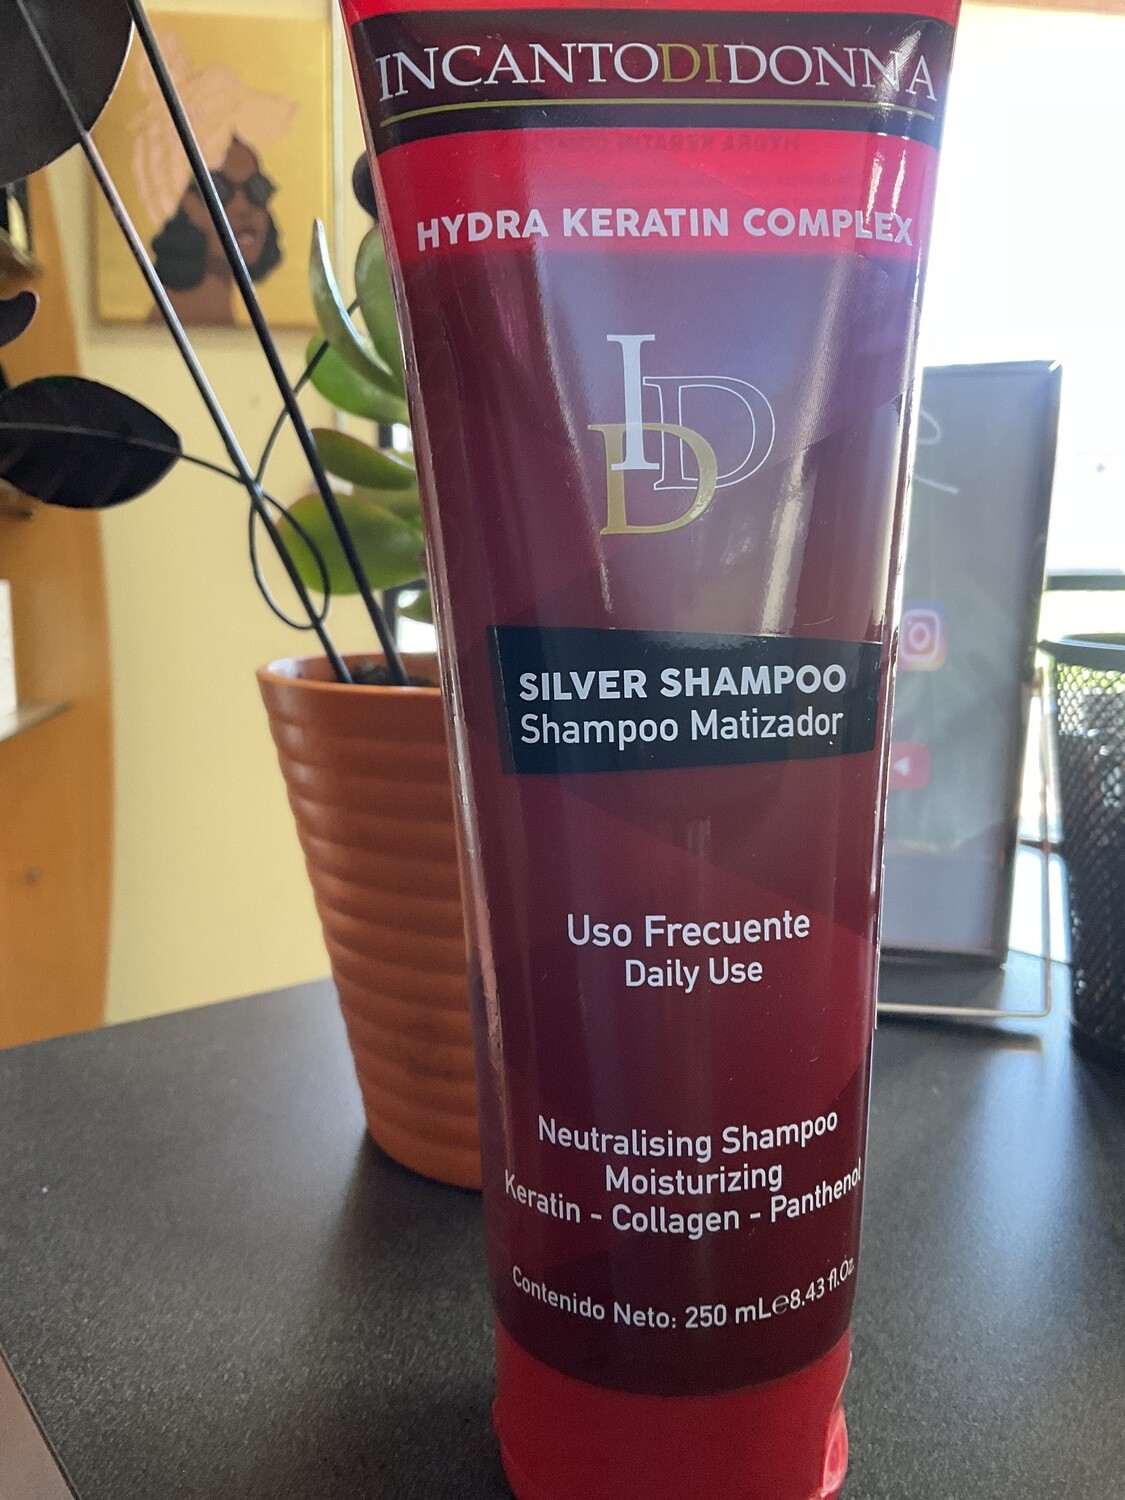 INCANTODIDONNA
HYDRA KERATIN COMPLEX
IDD
SILVER SHAMPOO
Shampoo Matizador
Uso Frecuente
Daily Use
Neutralising Shampoo
Moisturizing
Keratin - Collagen - Panthenol
Contenido Neto: 250 mL℮8.43 fl.Oz.